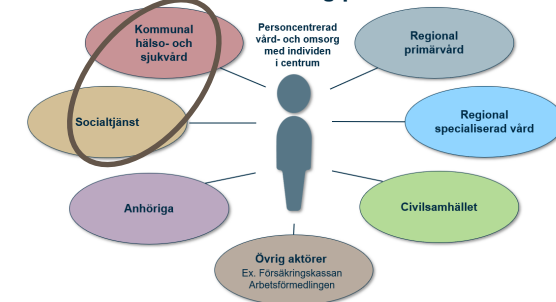 Kommunal
hälso- och
sjukvård
Personcentrerad
vård- och omsorg
med individen
i centrum
Regional
primärvård
Socialtjänst
Regional
specialiserad vård
Anhöriga
Civilsamhället
Övrig aktörer
Ex. Försäkringskassan
Arbetsförmedlingen